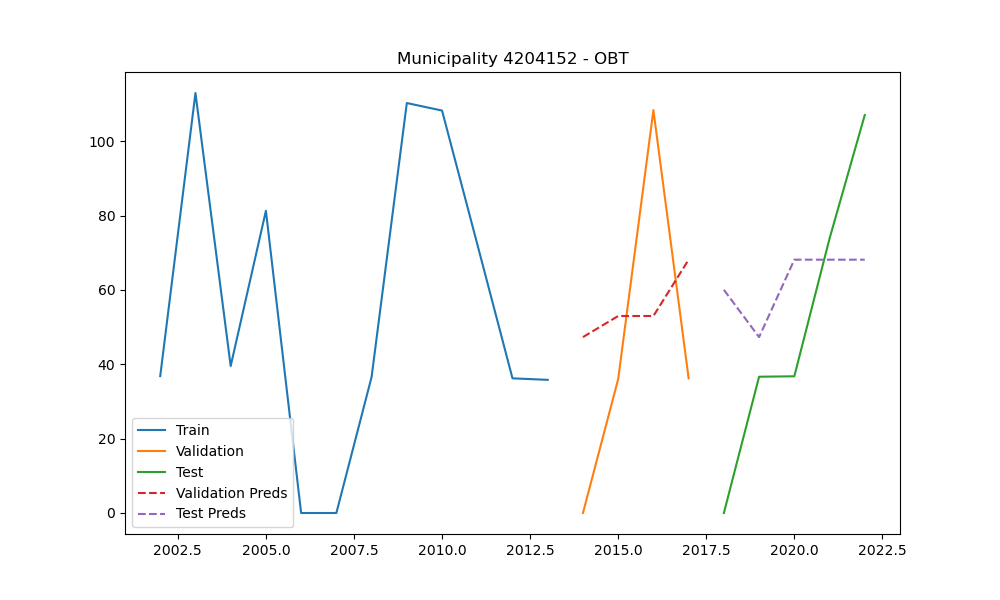 Municipality 4204152 - OBT
100
80
60
40
20
0
Train
Validation
Test
Validation Preds
Test Preds
2002.5 2005.0 2007.5 2010.0 2012.5 2015.0 2017.5 2020.0 2022.5